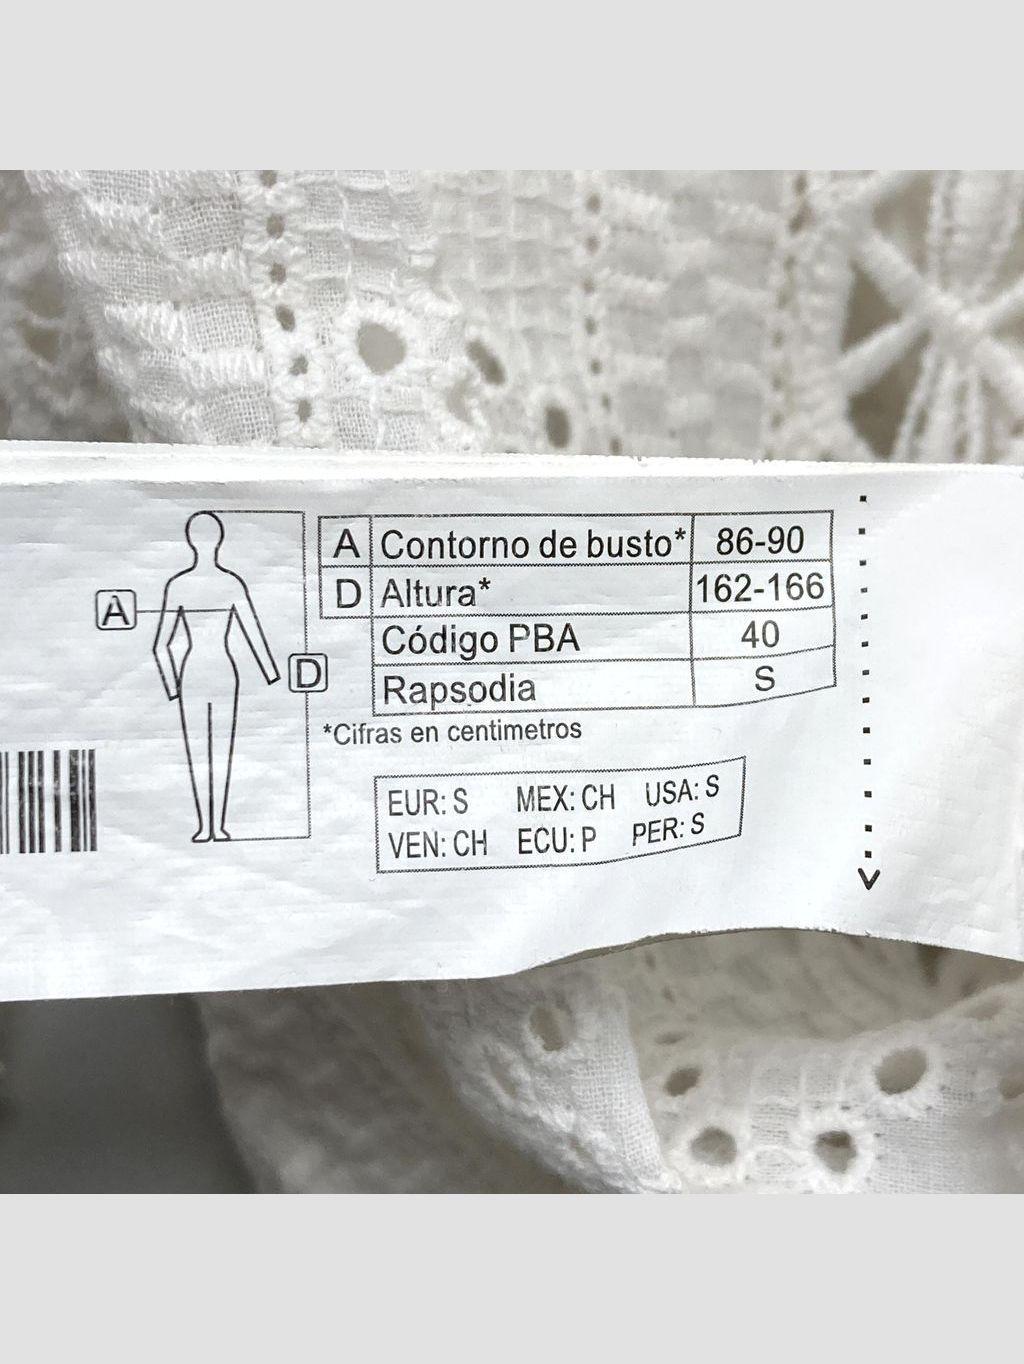 A Contorno de busto* 86-90
D Altura* 162-166
Código PBA 40
Rapsodia S
*Cifras en centimetros
A
D
EUR: S MEX: CH USA: S
VEN: CH ECU: P PER: S